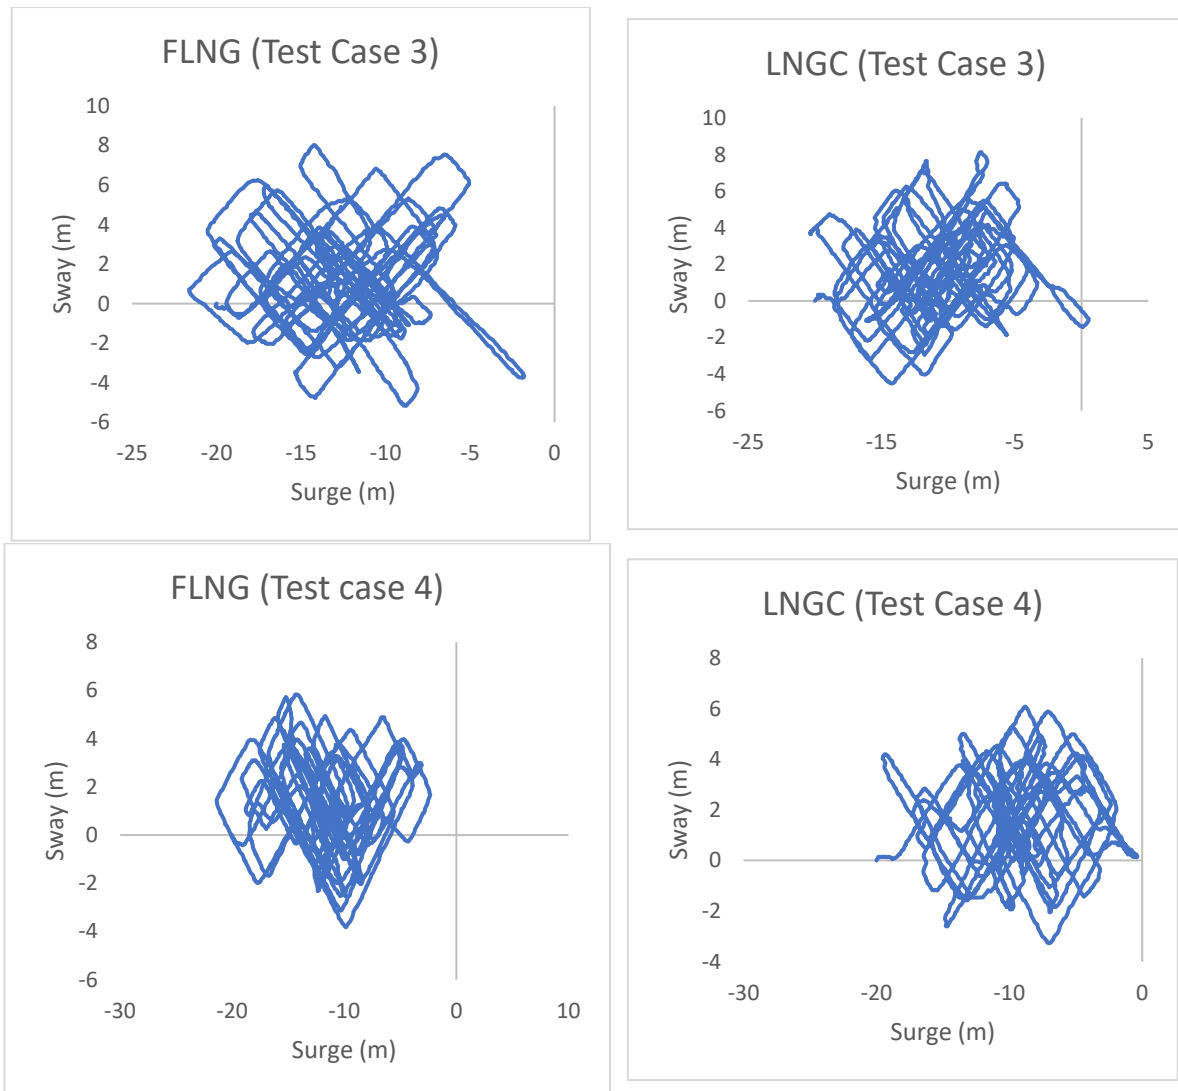 FLNG (Test Case 3)
10
8
6
4
2
0
-2
-4
-6
-25 -20 -15 -10 -5 0
Sway (m)
Surge (m)
LNGC (Test Case 3)
10
8
6
4
2
0
-2
-4
-6
-25 -15 -5 5
Sway (m)
Surge (m)
FLNG (Test case 4)
8
6
4
2
0
-2
-4
-6
-30 -20 -10 0 10
Sway (m)
Surge (m)
LNGC (Test Case 4)
8
6
4
2
0
-2
-4
-30 -20 -10 0
Sway (m)
Surge (m)